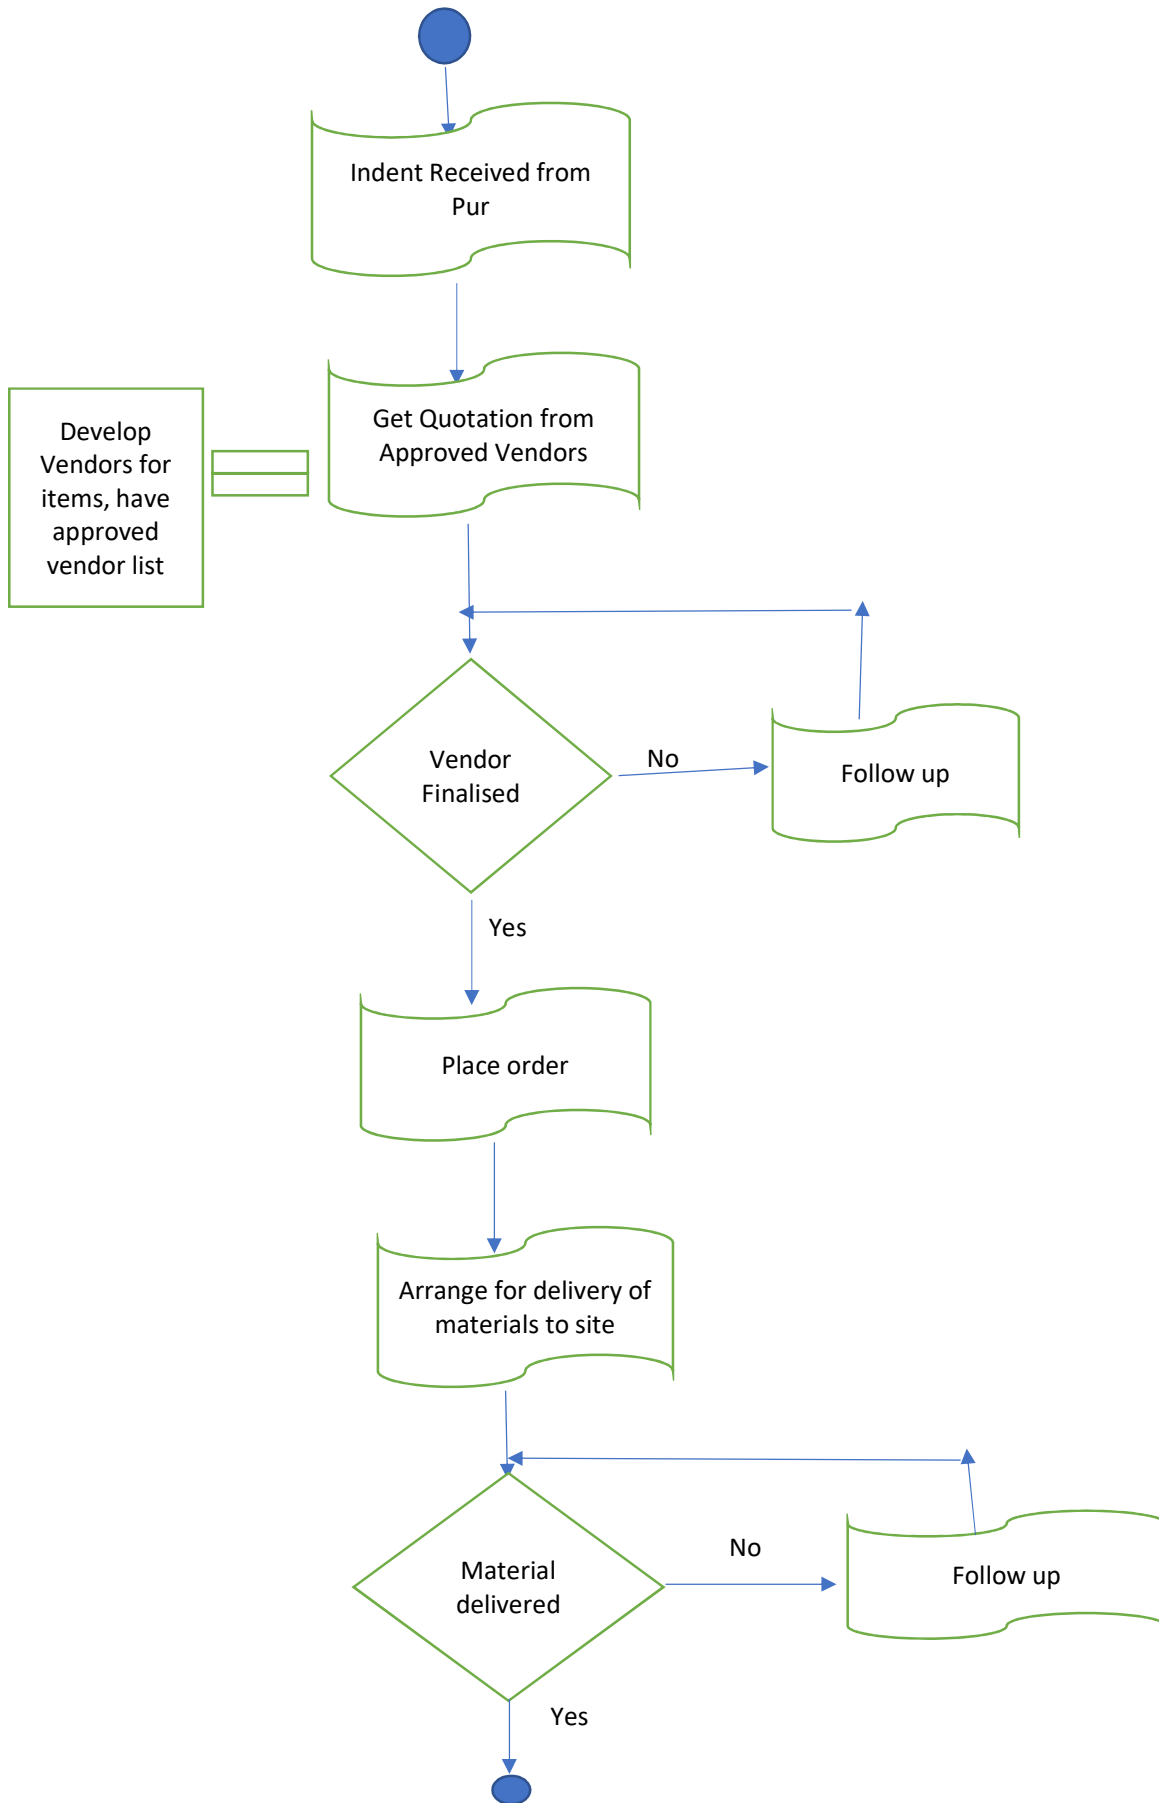 Indent Received from
Pur
Get Quotation from
Approved Vendors
Develop
Vendors for
items, have
approved
vendor list
Vendor
Finalised
No
Follow up
Yes
Place order
Arrange for delivery of
materials to site
Material
delivered
No
Follow up
Yes